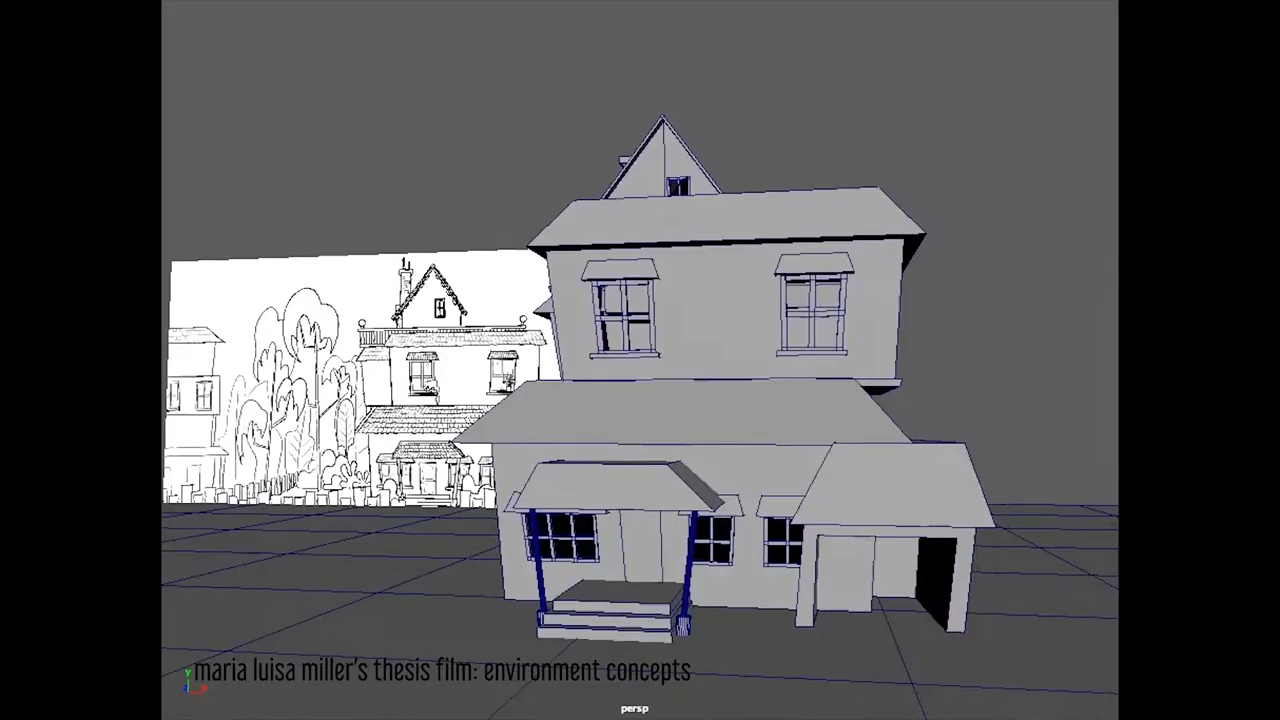 maria luisa miller's thesis film: environment concepts
persp